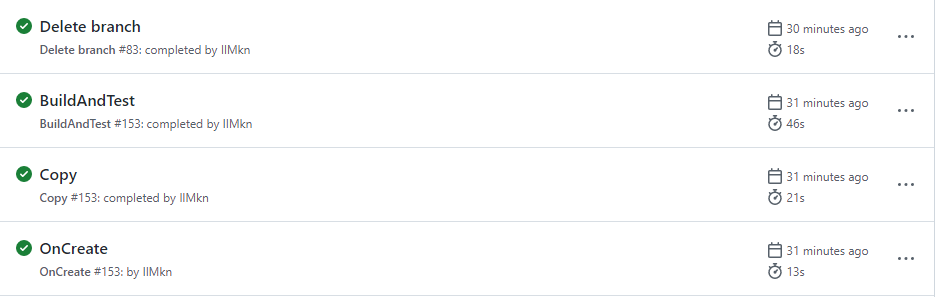 Delete branch
30 minutes ago
Delete branch #83: completed by IIMkn
18s
BuildAndTest
31 minutes ago
BuildAndTest #153: completed by IIMkn
46s
Copy
31 minutes ago
Copy #153: completed by IIMkn
21s
OnCreate
31 minutes ago
OnCreate #153: by IIMkn
13s